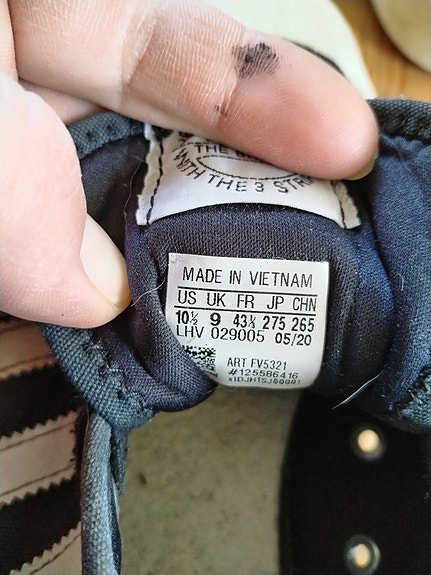 THE
WITH THE 3
MADE IN VIETNAM
US UK FR JP CHN
10½ 9 43⅓ 275 265
LHV 029005 05/20
ART FV5321
#125586416